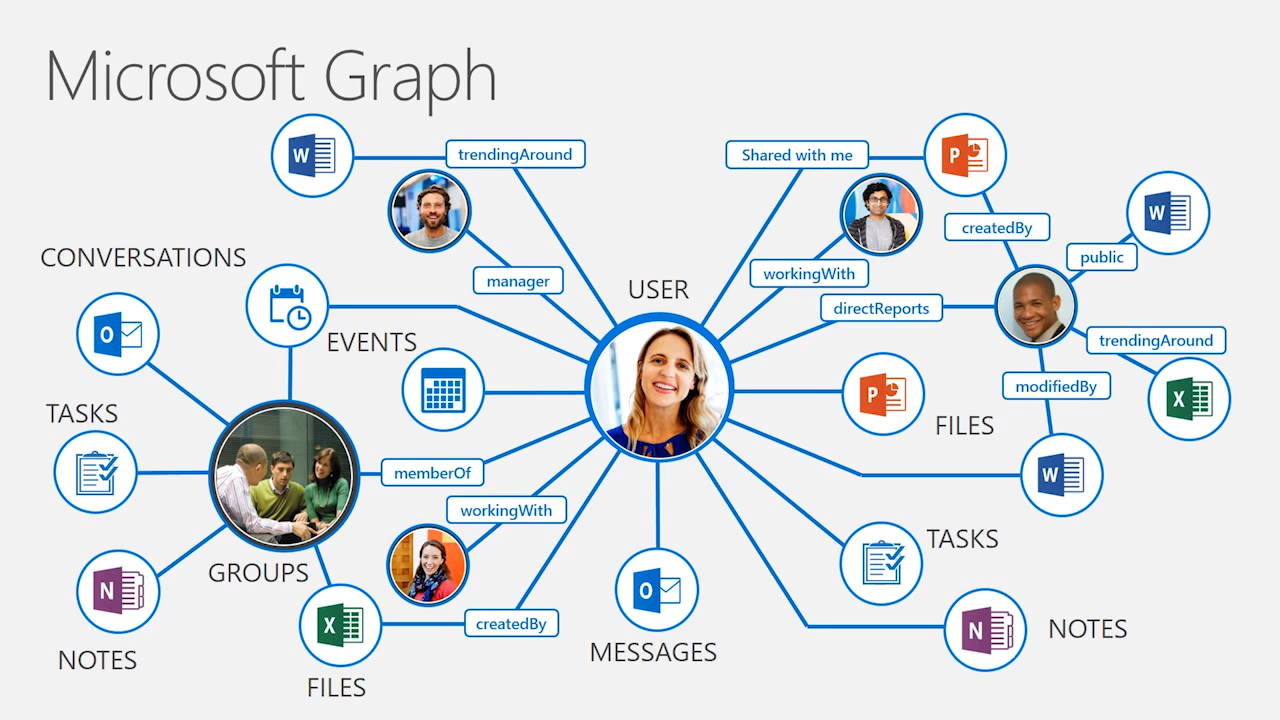 Microsoft Graph
W
trendingAround
Shared with me
P
W
createdBy
public
CONVERSATIONS
manager
workingWith
USER
directReports
O
EVENTS
trendingAround
modifiedBy
P
X
TASKS
FILES
memberOf
W
workingWith
TASKS
GROUPS
N
O
X
createdBy
N
NOTES
MESSAGES
NOTES
FILES